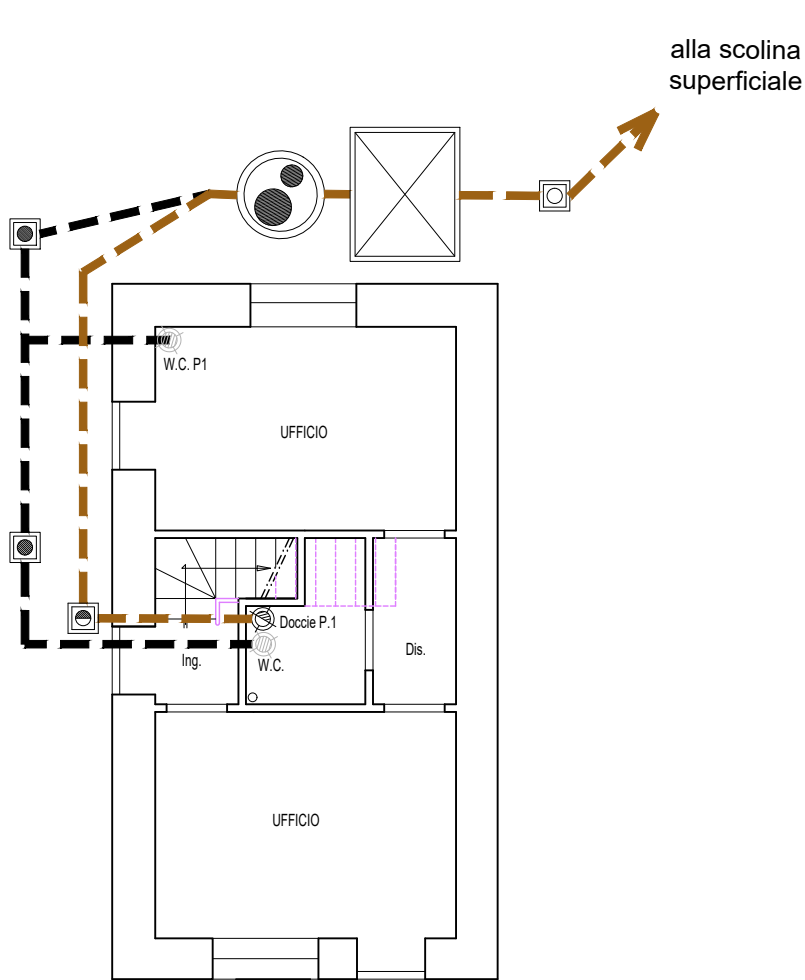 alla scolina
superficiale
W.C. P1
UFFICIO
Doccie P.1
Ing.
W.C.
Dis.
UFFICIO